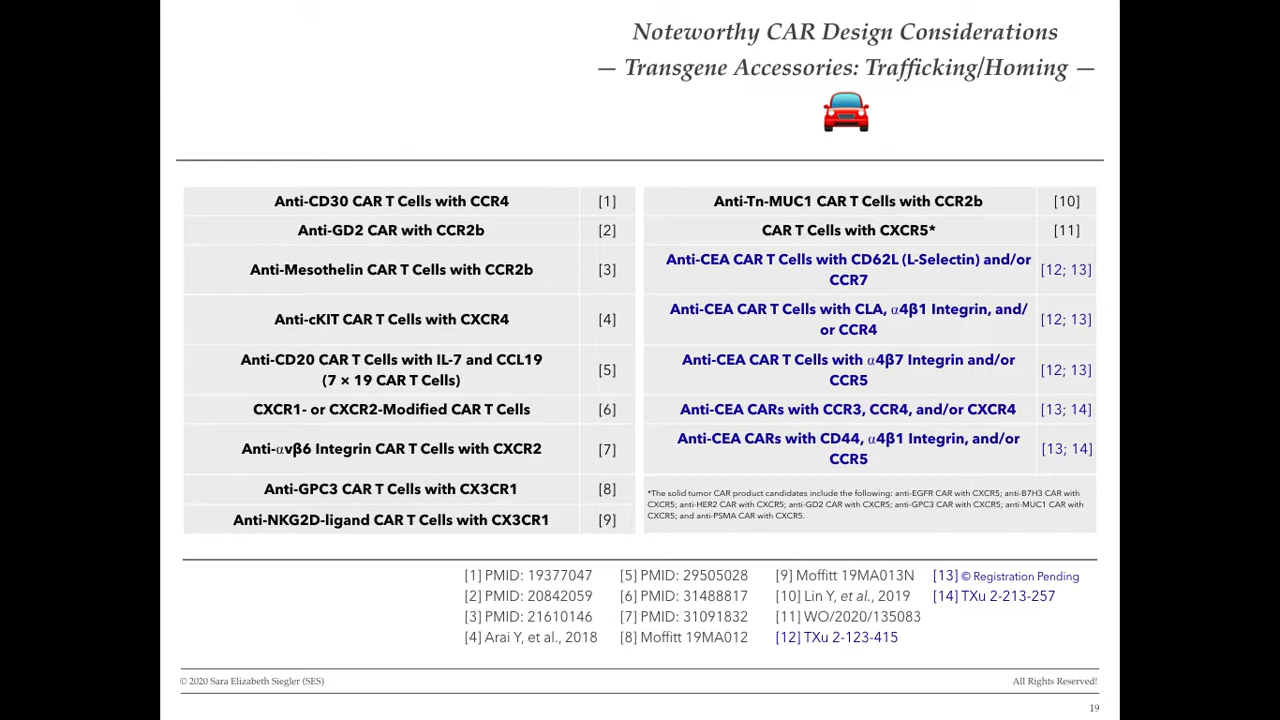 Noteworthy CAR Design Considerations
— Transgene Accessories: Trafficking/Homing —
Anti-CD30 CAR T Cells with CCR4 [1]
Anti-GD2 CAR with CCR2b [2]
Anti-Mesothelin CAR T Cells with CCR2b [3]
Anti-cKIT CAR T Cells with CXCR4 [4]
Anti-CD20 CAR T Cells with IL-7 and CCL19
(7 × 19 CAR T Cells) [5]
CXCR1- or CXCR2-Modified CAR T Cells [6]
Anti-αvβ6 Integrin CAR T Cells with CXCR2 [7]
Anti-GPC3 CAR T Cells with CX3CR1 [8]
Anti-NKG2D-ligand CAR T Cells with CX3CR1 [9]
Anti-Tn-MUC1 CAR T Cells with CCR2b [10]
CAR T Cells with CXCR5* [11]
Anti-CEA CAR T Cells with CD62L (L-Selectin) and/or
CCR7 [12; 13]
Anti-CEA CAR T Cells with CLA, α4β1 Integrin, and/
or CCR4 [12; 13]
Anti-CEA CAR T Cells with α4β7 Integrin and/or
CCR5 [12; 13]
Anti-CEA CARs with CCR3, CCR4, and/or CXCR4 [13; 14]
Anti-CEA CARs with CD44, α4β1 Integrin, and/or
CCR5 [13; 14]
*The solid tumor CAR product candidates include the following: anti-EGFR CAR with CXCR5; anti-B7H3 CAR with
CXCR5; anti-HER2 CAR with CXCR5; anti-GD2 CAR with CXCR5; anti-GPC3 CAR with CXCR5; anti-MUC1 CAR with
CXCR5; and anti-PSMA CAR with CXCR5.
[1] PMID: 19377047
[2] PMID: 20842059
[3] PMID: 21610146
[4] Arai Y, et al., 2018
[5] PMID: 29505028
[6] PMID: 31488817
[7] PMID: 31091832
[8] Moffitt 19MA012
[9] Moffitt 19MA013N
[10] Lin Y, et al., 2019
[11] WO/2020/135083
[12] TXu 2-123-415
[13] © Registration Pending
[14] TXu 2-213-257
© 2020 Sara Elizabeth Siegler (SES) All Rights Reserved!
19